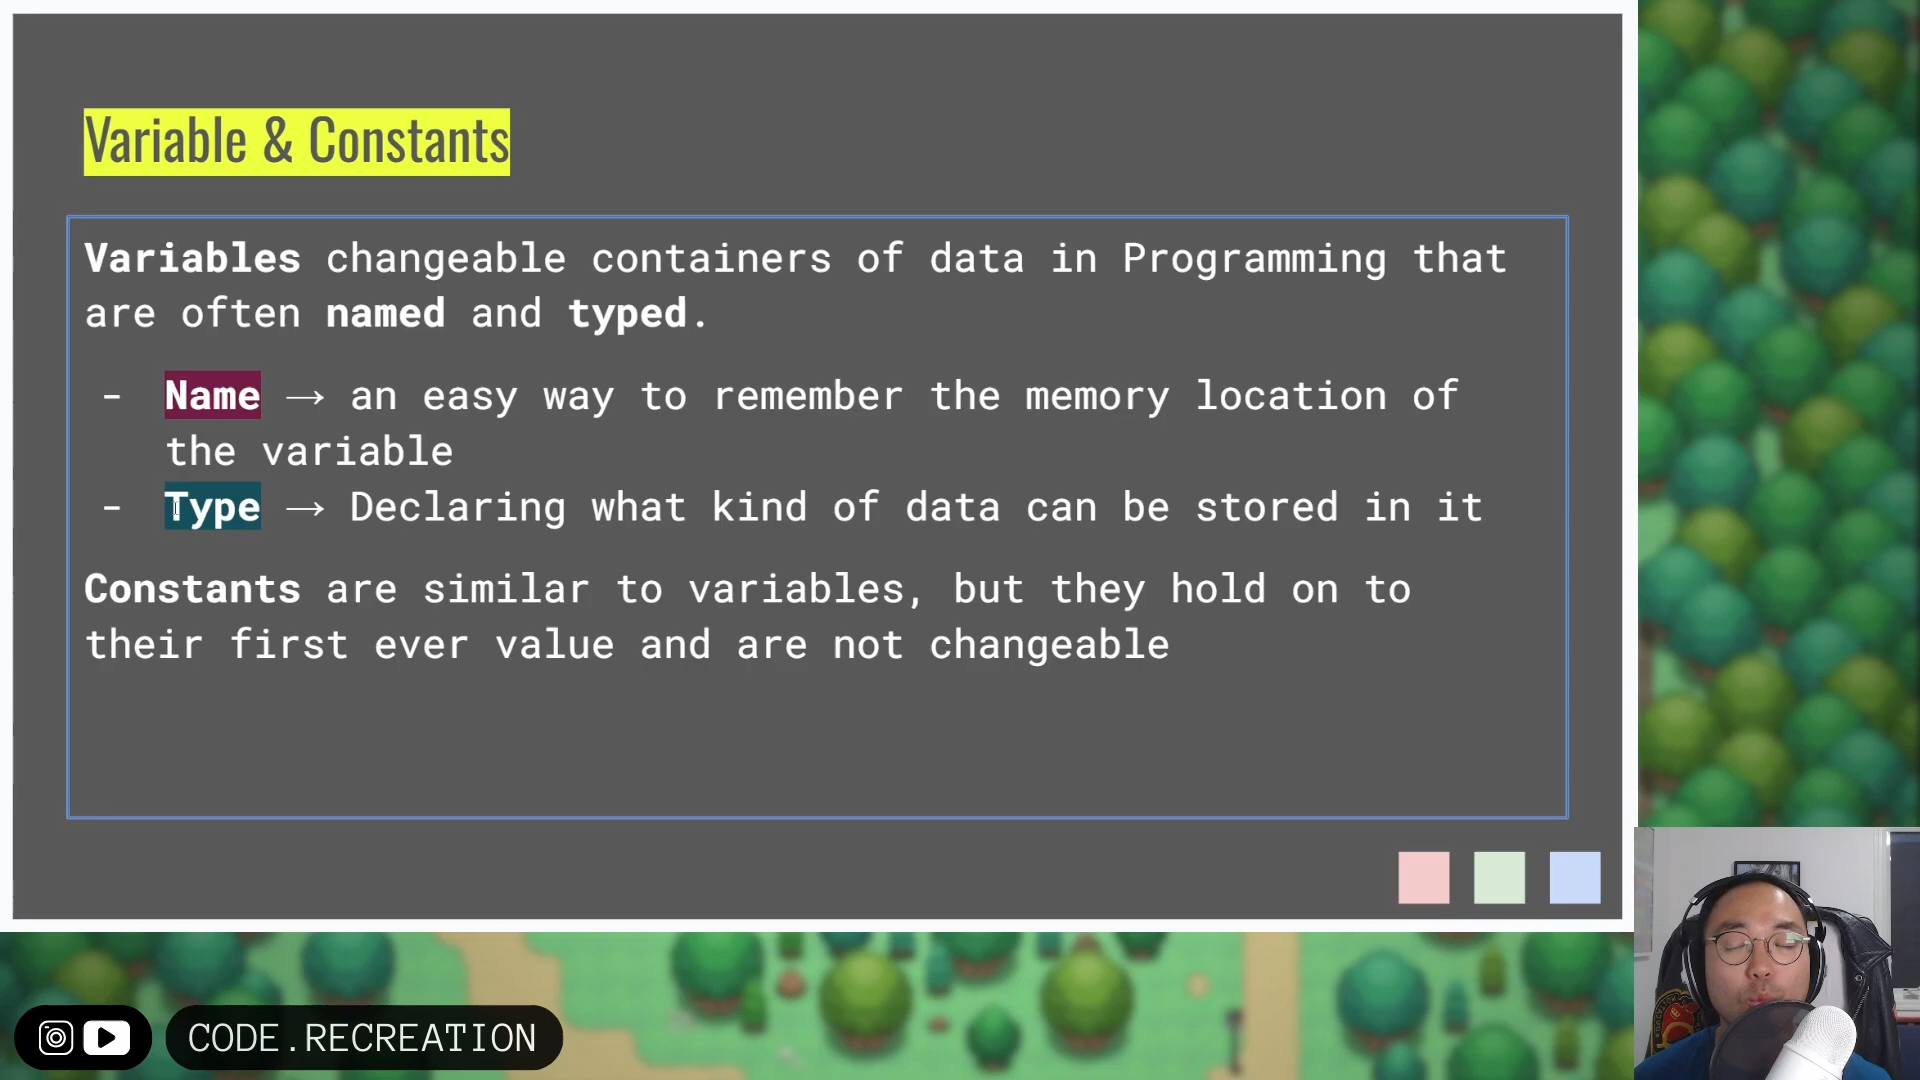 Variable & Constants
Variables changeable containers of data in Programming that
are often named and typed.
- Name → an easy way to remember the memory location of
the variable
- Type → Declaring what kind of data can be stored in it
Constants are similar to variables, but they hold on to
their first ever value and are not changeable
CODE.RECREATION